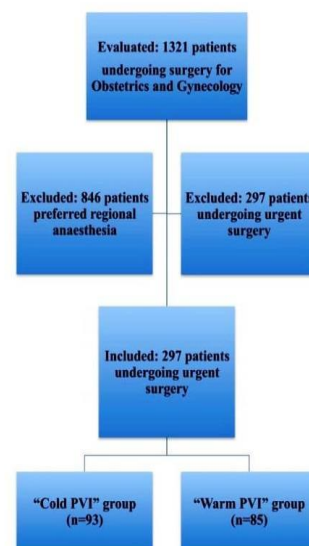 Evaluated: 1321 patients
undergoing surgery for
Obstetrics and Gynecology
Excluded: 846 patients
preferred regional
anaesthesia
Excluded: 297 patients
undergoing urgent
surgery
Included: 297 patients
undergoing urgent
surgery
“Cold PVI” group
(n=93)
“Warm PVI” group
(n=85)